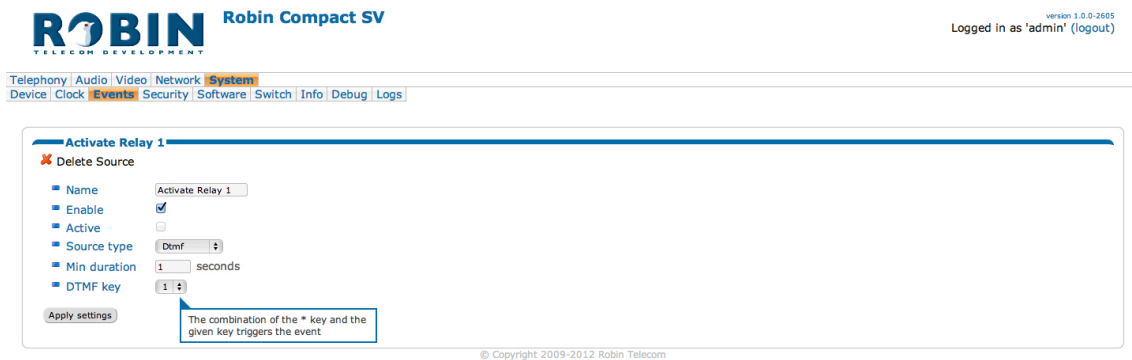 ROBIN
TELECOM DEVELOPMENT
Robin Compact SV
version 1.0.0-2605
Logged in as 'admin' (logout)
Telephony Audio Video Network System
Device Clock Events Security Software Switch Info Debug Logs
Activate Relay 1
Delete Source
Name Activate Relay 1
Enable
Active
Source type Dtmf
Min duration 1 seconds
DTMF key 1
Apply settings
The combination of the * key and the
given key triggers the event
© Copyright 2009-2012 Robin Telecom